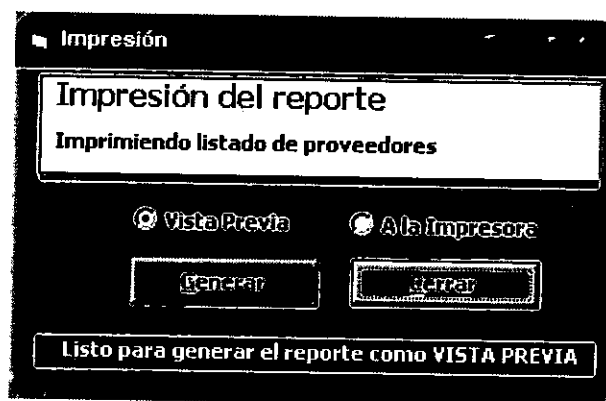 Impresión
Impresión del reporte
Imprimiendo listado de proveedores
Vista Previa A la Impresora
Generar Cerrar
Listo para generar el reporte como VISTA PREVIA